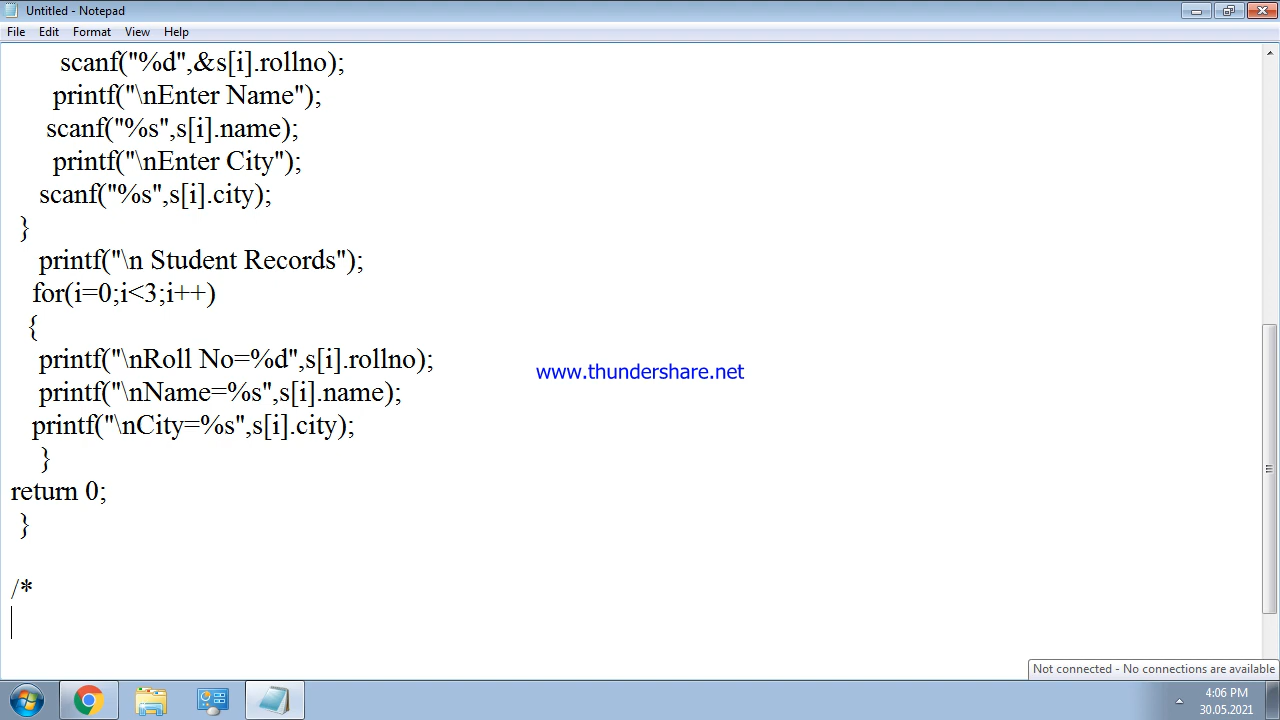 Untitled - Notepad
File Edit Format View Help
scanf("%d",&s[i].rollno);
printf("\nEnter Name");
scanf("%s",s[i].name);
printf("\nEnter City");
scanf("%s",s[i].city);
}
printf("\n Student Records");
for(i=0;i<3;i++)
{
printf("\nRoll No=%d",s[i].rollno);
www.thundershare.net
printf("\nName=%s",s[i].name);
printf("\nCity=%s",s[i].city);
}
return 0;
}
/*
Not connected - No connections are available
4:06 PM
30.05.2021